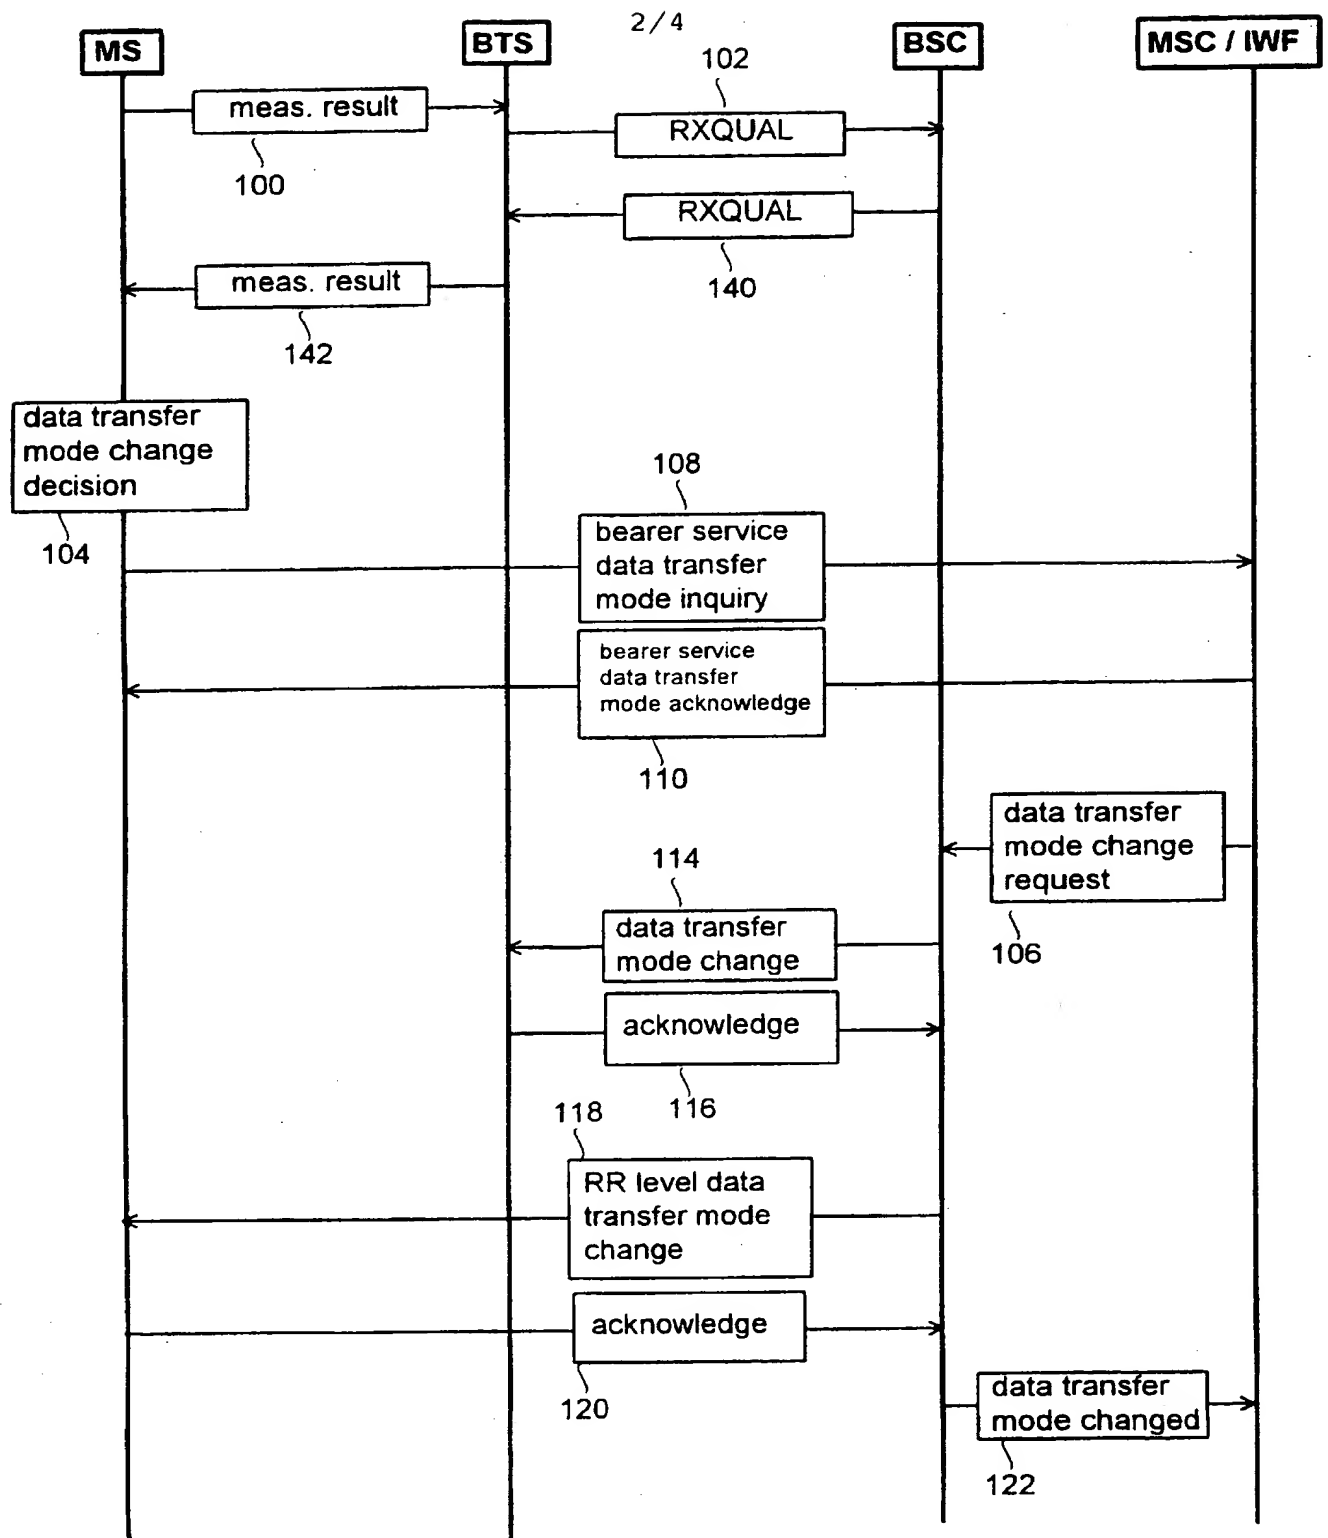 2/4
MS
BTS
BSC
MSC / IWF
102
meas. result
RXQUAL
100
RXQUAL
140
meas. result
142
data transfer
mode change
decision
104
108
bearer service
data transfer
mode inquiry
bearer service
data transfer
mode acknowledge
110
data transfer
mode change
request
106
114
data transfer
mode change
acknowledge
116
118
RR level data
transfer mode
change
acknowledge
120
data transfer
mode changed
122